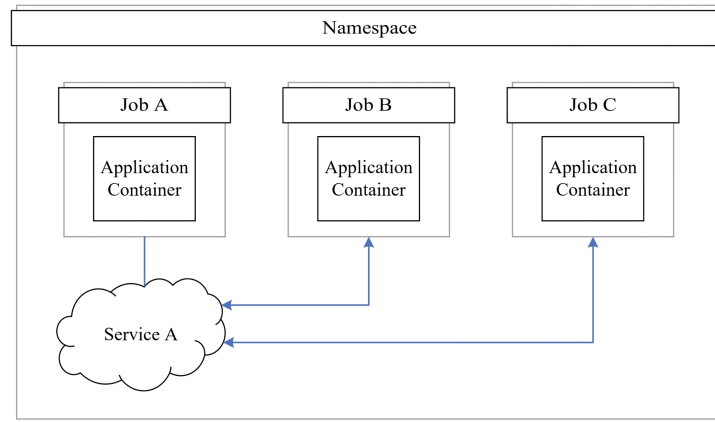 Namespace
Job A
Job B
Job C
Application
Container
Application
Container
Application
Container
Service A